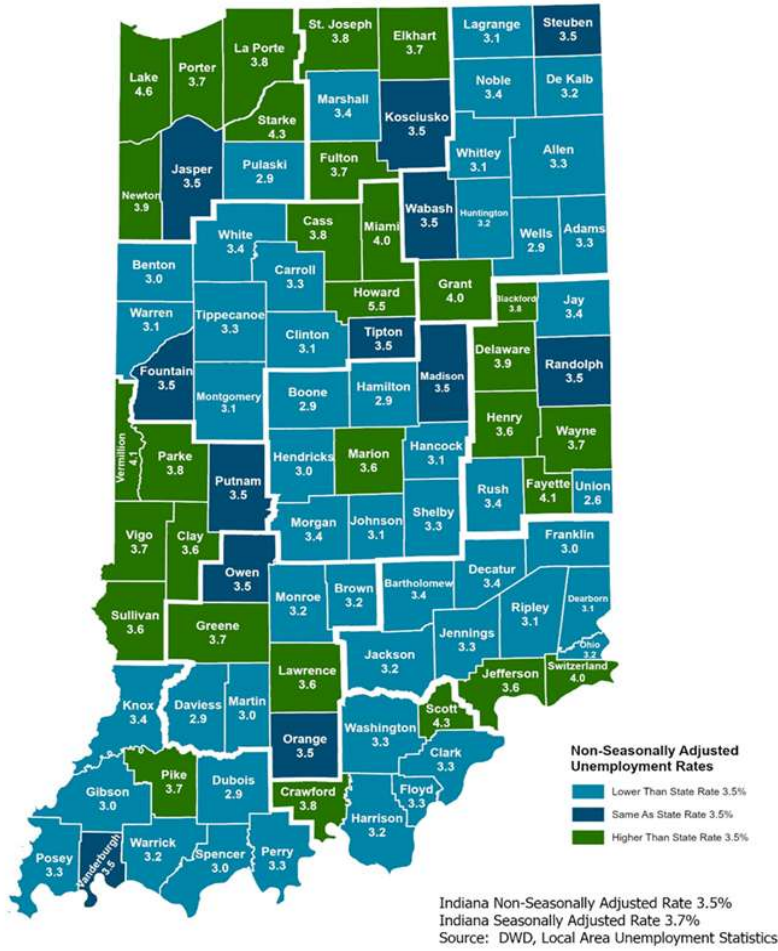 St. Joseph
3.8
Elkhart
3.7
Lagrange
3.1
Steuben
3.5
La Porte
3.8
Porter
3.7
Lake
4.6
Noble
3.4
De Kalb
3.2
Marshall
3.4
Kosciusko
3.5
Starke
4.3
Whitley
3.1
Allen
3.3
Jasper
3.5
Pulaski
2.9
Fulton
3.7
Newton
3.9
Wabash
3.5
Huntington
3.2
Wells
2.9
Adams
3.3
White
3.4
Cass
3.8
Miami
4.0
Benton
3.0
Carroll
3.3
Grant
4.0
Howard
5.5
Blackford
3.8
Jay
3.4
Warren
3.1
Tippecanoe
3.3
Clinton
3.1
Tipton
3.5
Delaware
3.9
Randolph
3.5
Fountain
3.5
Madison
3.5
Montgomery
3.1
Boone
2.9
Hamilton
2.9
Henry
3.6
Wayne
3.7
Vermillion
4.1
Parke
3.8
Putnam
3.5
Hendricks
3.0
Marion
3.6
Hancock
3.1
Rush
3.4
Fayette
4.1
Union
2.6
Vigo
3.7
Clay
3.6
Morgan
3.4
Johnson
3.1
Shelby
3.3
Franklin
3.0
Owen
3.5
Decatur
3.4
Monroe
3.2
Brown
3.2
Bartholomew
3.4
Dearborn
3.1
Ripley
3.1
Sullivan
3.6
Greene
3.7
Jennings
3.3
Ohio
3.2
Jackson
3.2
Lawrence
3.6
Jefferson
3.6
Switzerland
4.0
Knox
3.4
Daviess
2.9
Martin
3.0
Scott
4.3
Washington
3.3
Orange
3.5
Clark
3.3
Pike
3.7
Dubois
2.9
Gibson
3.0
Crawford
3.8
Floyd
3.3
Harrison
3.2
Posey
3.3
Vanderburgh
3.5
Warrick
3.2
Spencer
3.0
Perry
3.3
Non-Seasonally Adjusted
Unemployment Rates
Lower Than State Rate 3.5%
Same As State Rate 3.5%
Higher Than State Rate 3.5%
Indiana Non-Seasonally Adjusted Rate 3.5%
Indiana Seasonally Adjusted Rate 3.7%
Source: DWD, Local Area Unemployment Statistics